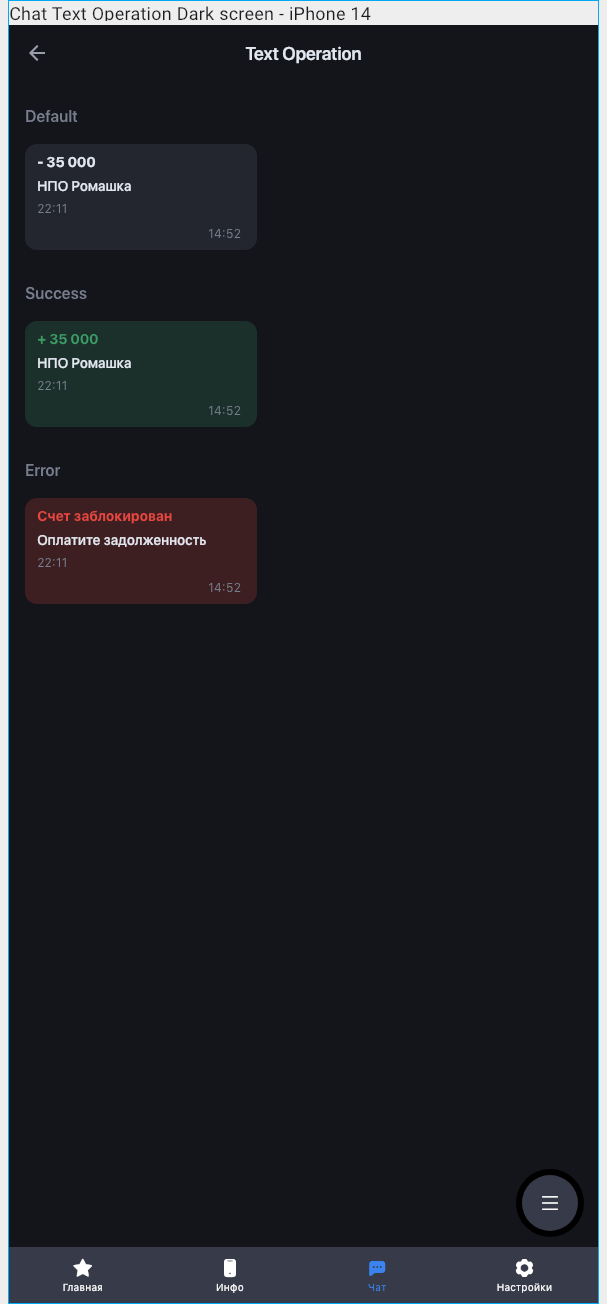 Chat Text Operation Dark screen - iPhone 14
Text Operation
Default
- 35 000
НПО Ромашка
22:11
14:52
Success
+ 35 000
НПО Ромашка
22:11
14:52
Error
Счет заблокирован
Оплатите задолженность
22:11
14:52
Главная
Инфо
Чат
Настройки